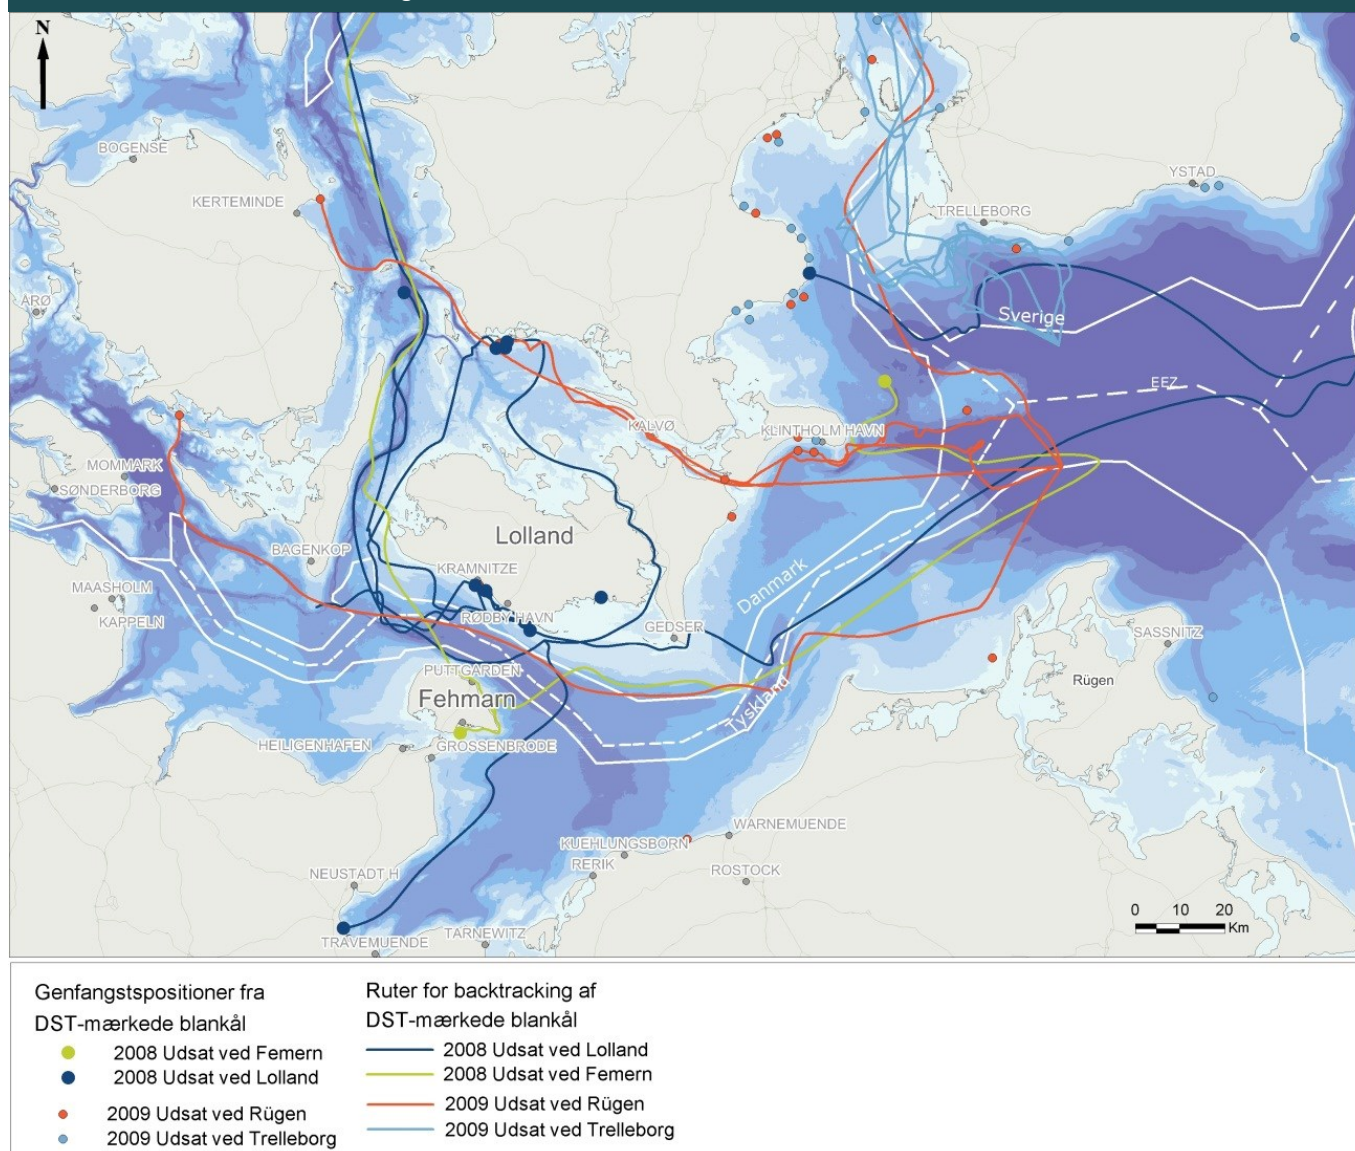 N
BOGENSE
KERTEMINDE
YSTAD
TRELLEBORG
ÅRØ
Sverige
EEZ
KALVØ
KLINTHOLM HAVN
MOMMARK
SØNDERBORG
Lolland
BAGENKOP
KRAMNITZE
MAASHOLM
KAPPELN
Danmark
RØDBY HAVN
GEDSER
SASSNITZ
PUTTGARDEN
Rügen
Fehmarn
Tyskland
HEILIGENHAFEN
GROSSENBRODE
WARNEMUENDE
KUEHLUNGSBORN
RERIK
ROSTOCK
NEUSTADT H
TARNEWITZ
TRAVEMUENDE
0 10 20
Km
Genfangstspositioner fra
DST-mærkede blankål
2008 Udsat ved Femern
2008 Udsat ved Lolland
2009 Udsat ved Rügen
2009 Udsat ved Trelleborg
Ruter for backtracking af
DST-mærkede blankål
2008 Udsat ved Lolland
2008 Udsat ved Femern
2009 Udsat ved Rügen
2009 Udsat ved Trelleborg